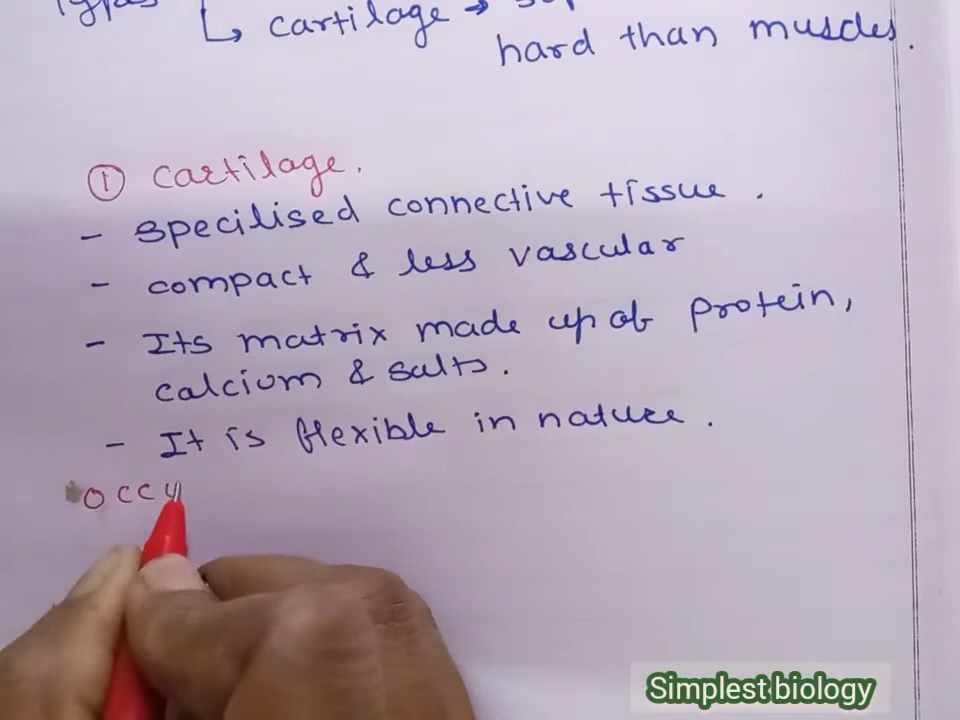 Types
↳ cartilage →
hard than muscles.
① Cartilage.
- specilised connective tissue.
- compact & less vascular
- Its matrix made up of protein,
calcium & salts.
- It is flexible in nature.
occu
Simplest biology